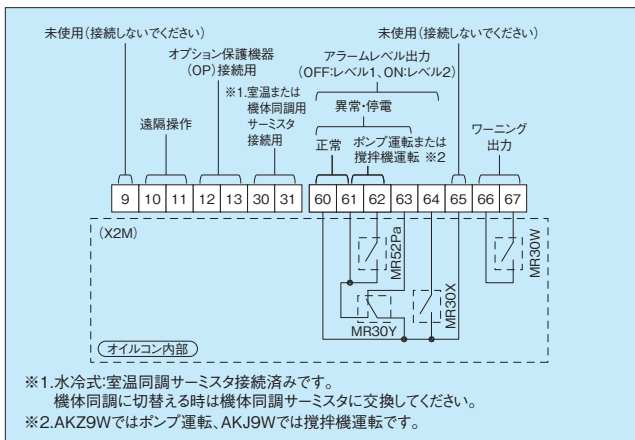 未使用(接続しないでください)
未使用(接続しないでください)
オプション保護機器
(OP)接続用
アラームレベル出力
(OFF:レベル1、ON:レベル2)
※1.室温または
機体同調用
サーミスタ
接続用
異常・停電
遠隔操作
正常
ポンプ運転または
撹拌機運転 ※2
ワーニング
出力
9 10 11 12 13 30 31 60 61 62 63 64 65 66 67
(X2M)
MR52Pa
MR30Y
MR30X
MR30W
オイルコン内部
※1.水冷式:室温同調サーミスタ接続済みです。
機体同調に切替える時は機体同調サーミスタに交換してください。
※2.AKZ9Wではポンプ運転、AKJ9Wでは撹拌機運転です。